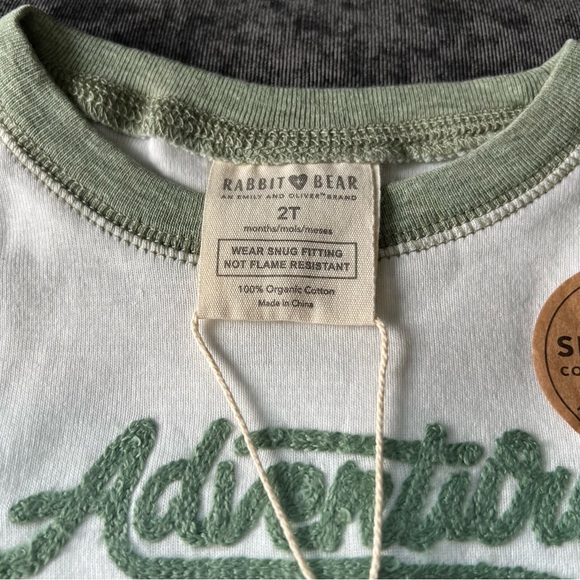 RABBIT BEAR
AN EMILY AND OLIVER™ BRAND
2T
months/mois/meses
WEAR SNUG FITTING
NOT FLAME RESISTANT
100% Organic Cotton
Made in China